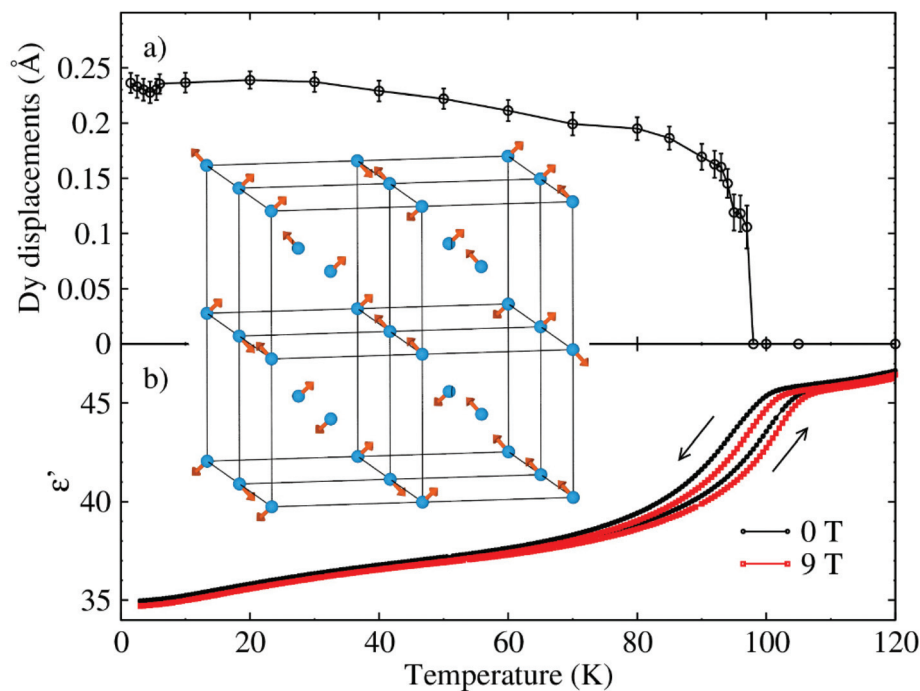 a)
Dy displacements (Å)
0.25
0.2
0.15
0.1
0.05
0
b)
ε'
45
40
35
0 T
9 T
0 20 40 60 80 100 120
Temperature (K)